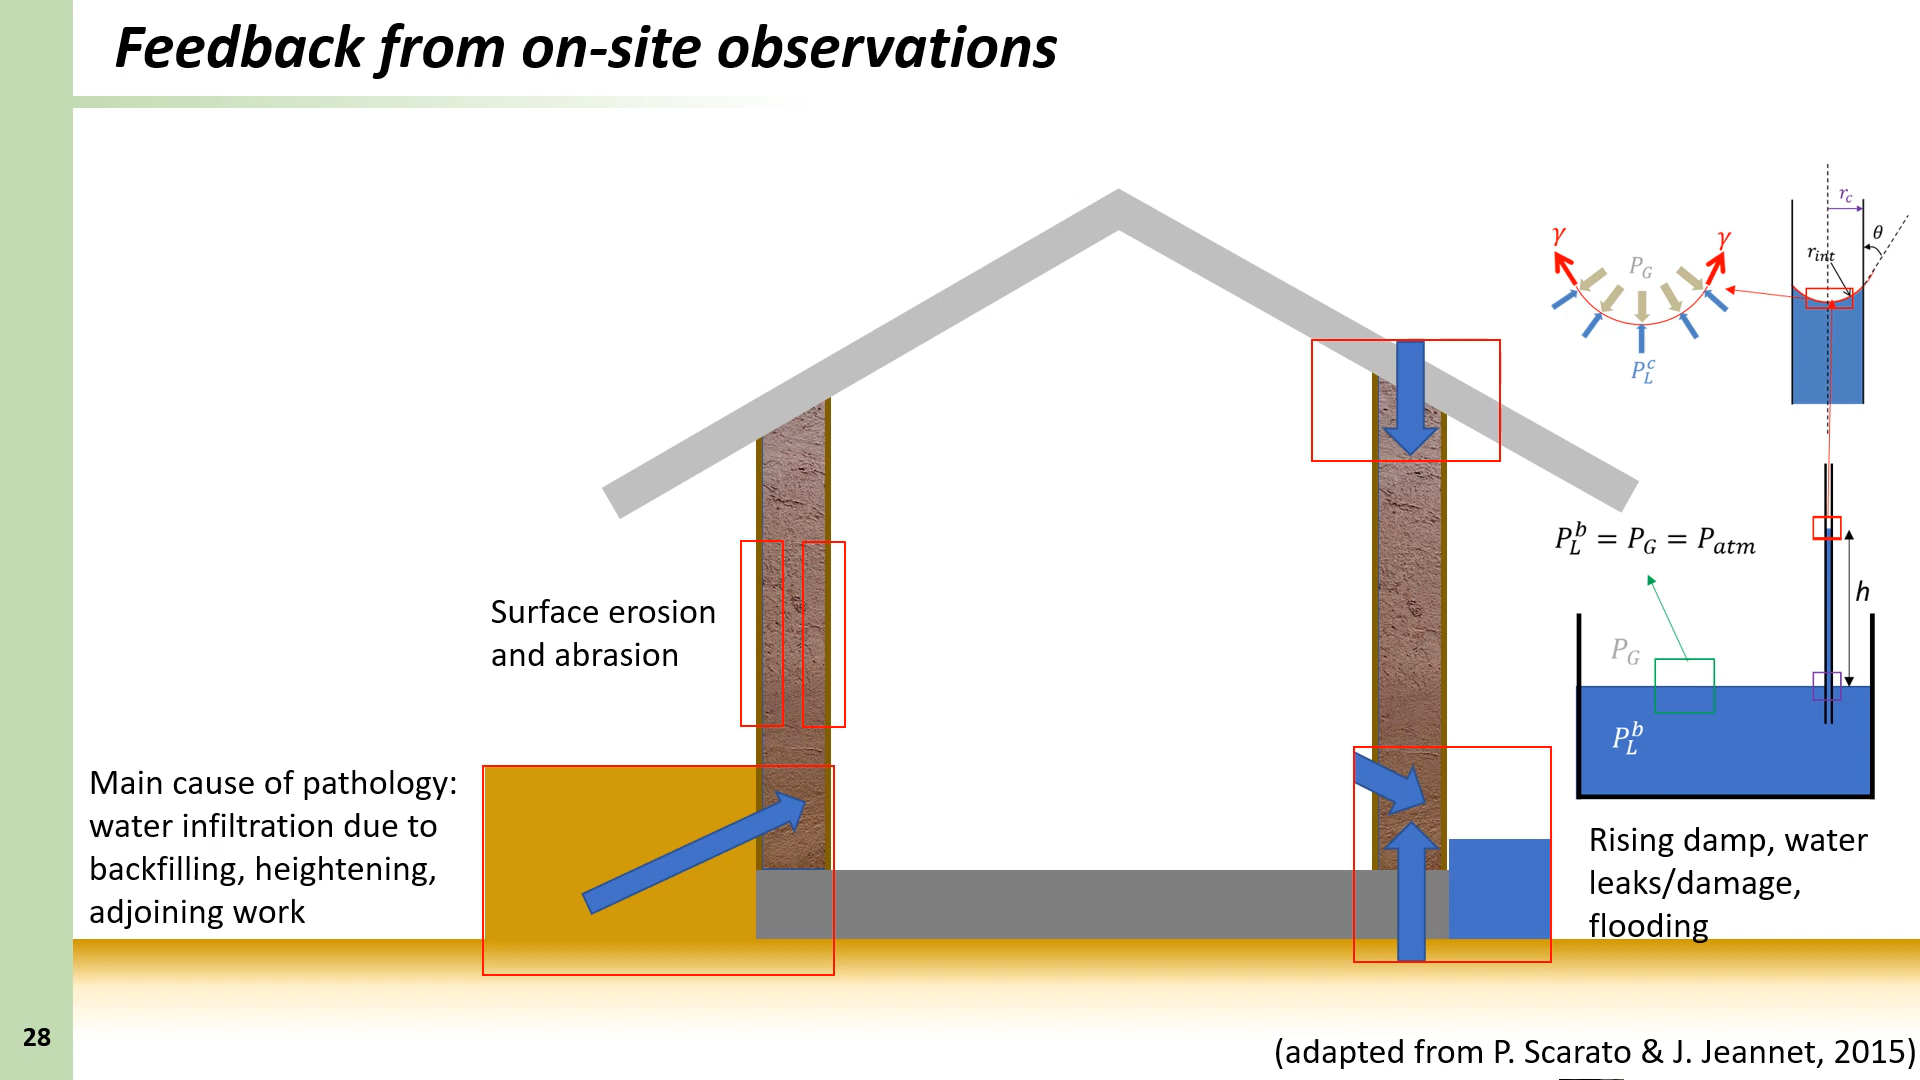 Feedback from on-site observations
Surface erosion
and abrasion
Main cause of pathology:
water infiltration due to
backfilling, heightening,
adjoining work
γ
γ
P_G
P_L^c
r_c
θ
r_int
P_L^b = P_G = P_atm
h
P_G
P_L^b
Rising damp, water
leaks/damage,
flooding
28
(adapted from P. Scarato & J. Jeannet, 2015)